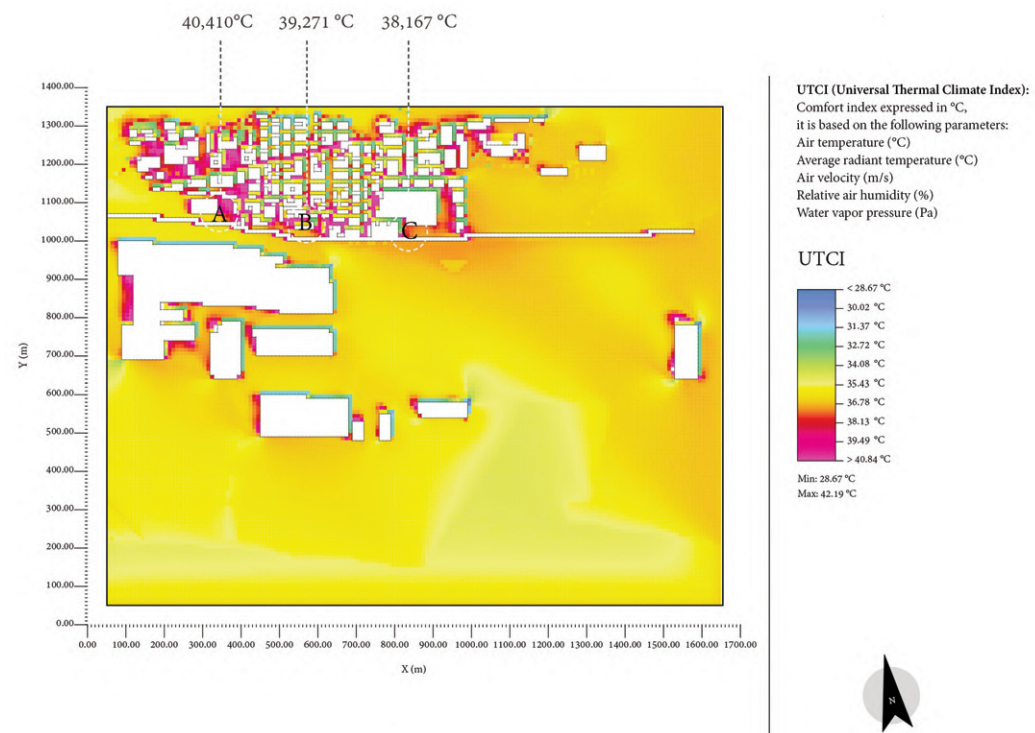 40,410°C 39,271 °C 38,167 °C
1400.00
1300.00
1200.00
1100.00
1000.00
900.00
800.00
700.00
600.00
500.00
400.00
300.00
200.00
100.00
0.00
Y (m)
A
B
C
0.00 100.00 200.00 300.00 400.00 500.00 600.00 700.00 800.00 900.00 1000.00 1100.00 1200.00 1300.00 1400.00 1500.00 1600.00 1700.00
X (m)
UTCI (Universal Thermal Climate Index):
Comfort index expressed in °C,
it is based on the following parameters:
Air temperature (°C)
Average radiant temperature (°C)
Air velocity (m/s)
Relative air humidity (%)
Water vapor pressure (Pa)
UTCI
< 28.67 °C
30.02 °C
31.37 °C
32.72 °C
34.08 °C
35.43 °C
36.78 °C
38.13 °C
39.49 °C
> 40.84 °C
Min: 28.67 °C
Max: 42.19 °C
N